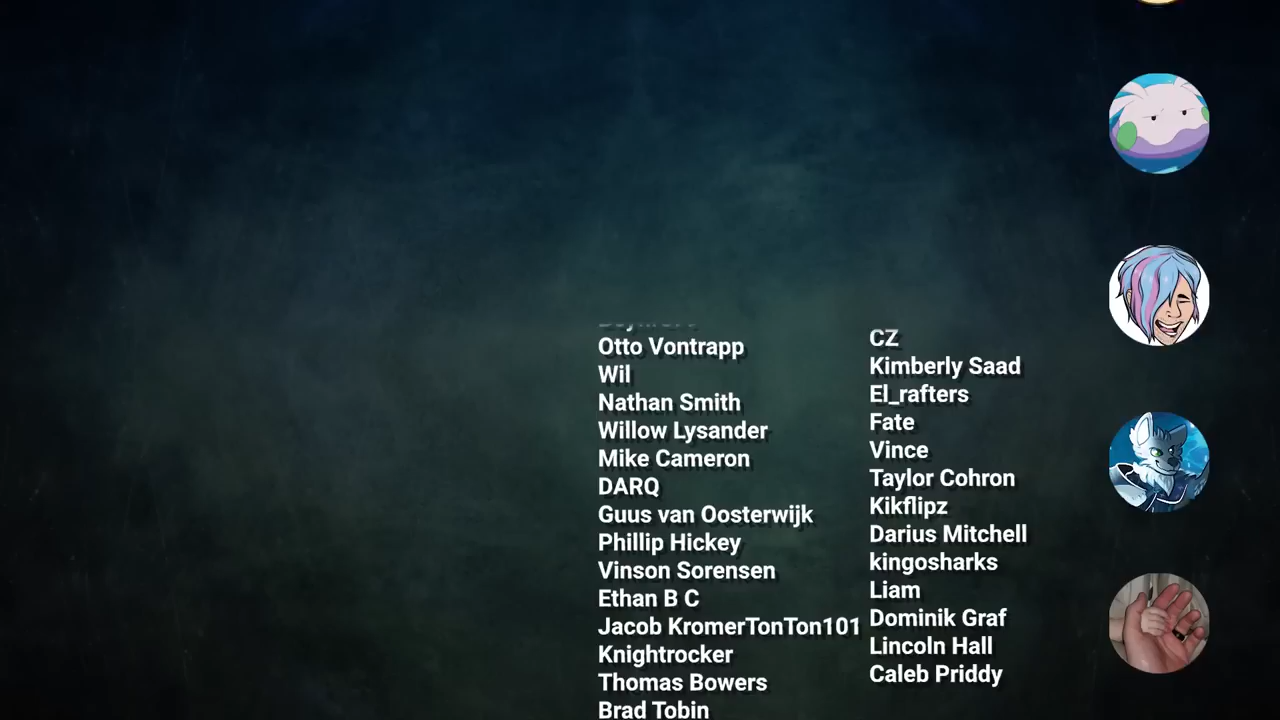 Otto Vontrapp
Wil
Nathan Smith
Willow Lysander
Mike Cameron
DARQ
Guus van Oosterwijk
Phillip Hickey
Vinson Sorensen
Ethan B C
Jacob KromerTonTon101
Knightrocker
Thomas Bowers
Brad Tobin
CZ
Kimberly Saad
El_rafters
Fate
Vince
Taylor Cohron
Kikflipz
Darius Mitchell
kingosharks
Liam
Dominik Graf
Lincoln Hall
Caleb Priddy